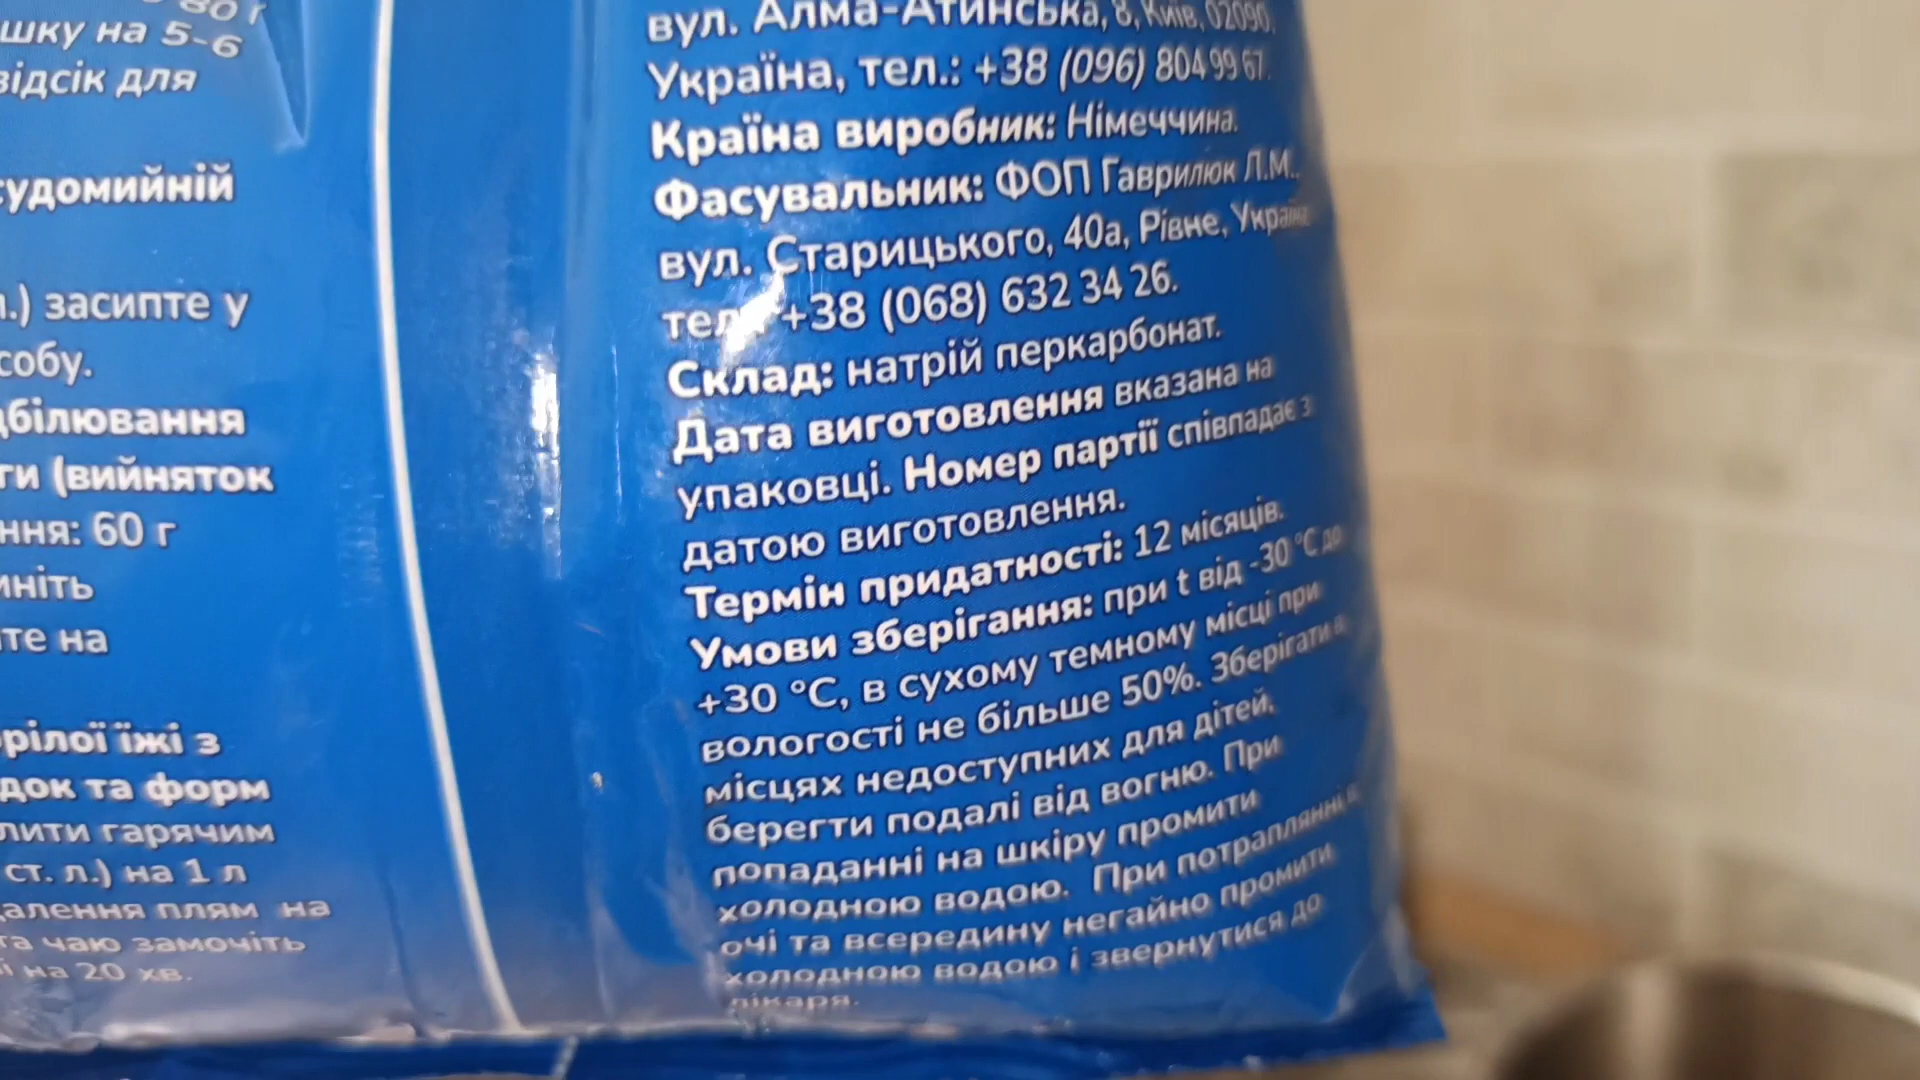 80 г
шку на 5-6
відсік для
судомийній
л.) засипте у
собу.
дбілювання
ги (вийняток
ння: 60 г
иніть
те на
рілої їжі з
док та форм
лити гарячим
ст. л.) на 1 л
алення плям на
та чаю замочіть
ї на 20 хв.
вул. Алма-Атинська, 8, Київ, 02090,
Україна, тел.: +38 (096) 804 99 67.
Країна виробник: Німеччина.
Фасувальник: ФОП Гаврилюк Л.М.,
вул. Старицького, 40а, Рівне, Україна
тел. +38 (068) 632 34 26.
Склад: натрій перкарбонат.
Дата виготовлення вказана на
упаковці. Номер партії співпадає з
датою виготовлення.
Термін придатності: 12 місяців.
Умови зберігання: при t від -30 °C до
+30 °C, в сухому темному місці при
вологості не більше 50%. Зберігати в
місцях недоступних для дітей,
берегти подалі від вогню. При
попаданні на шкіру промити
холодною водою. При потраплянні в
очі та всередину негайно промити
холодною водою і звернутися до
лікаря.